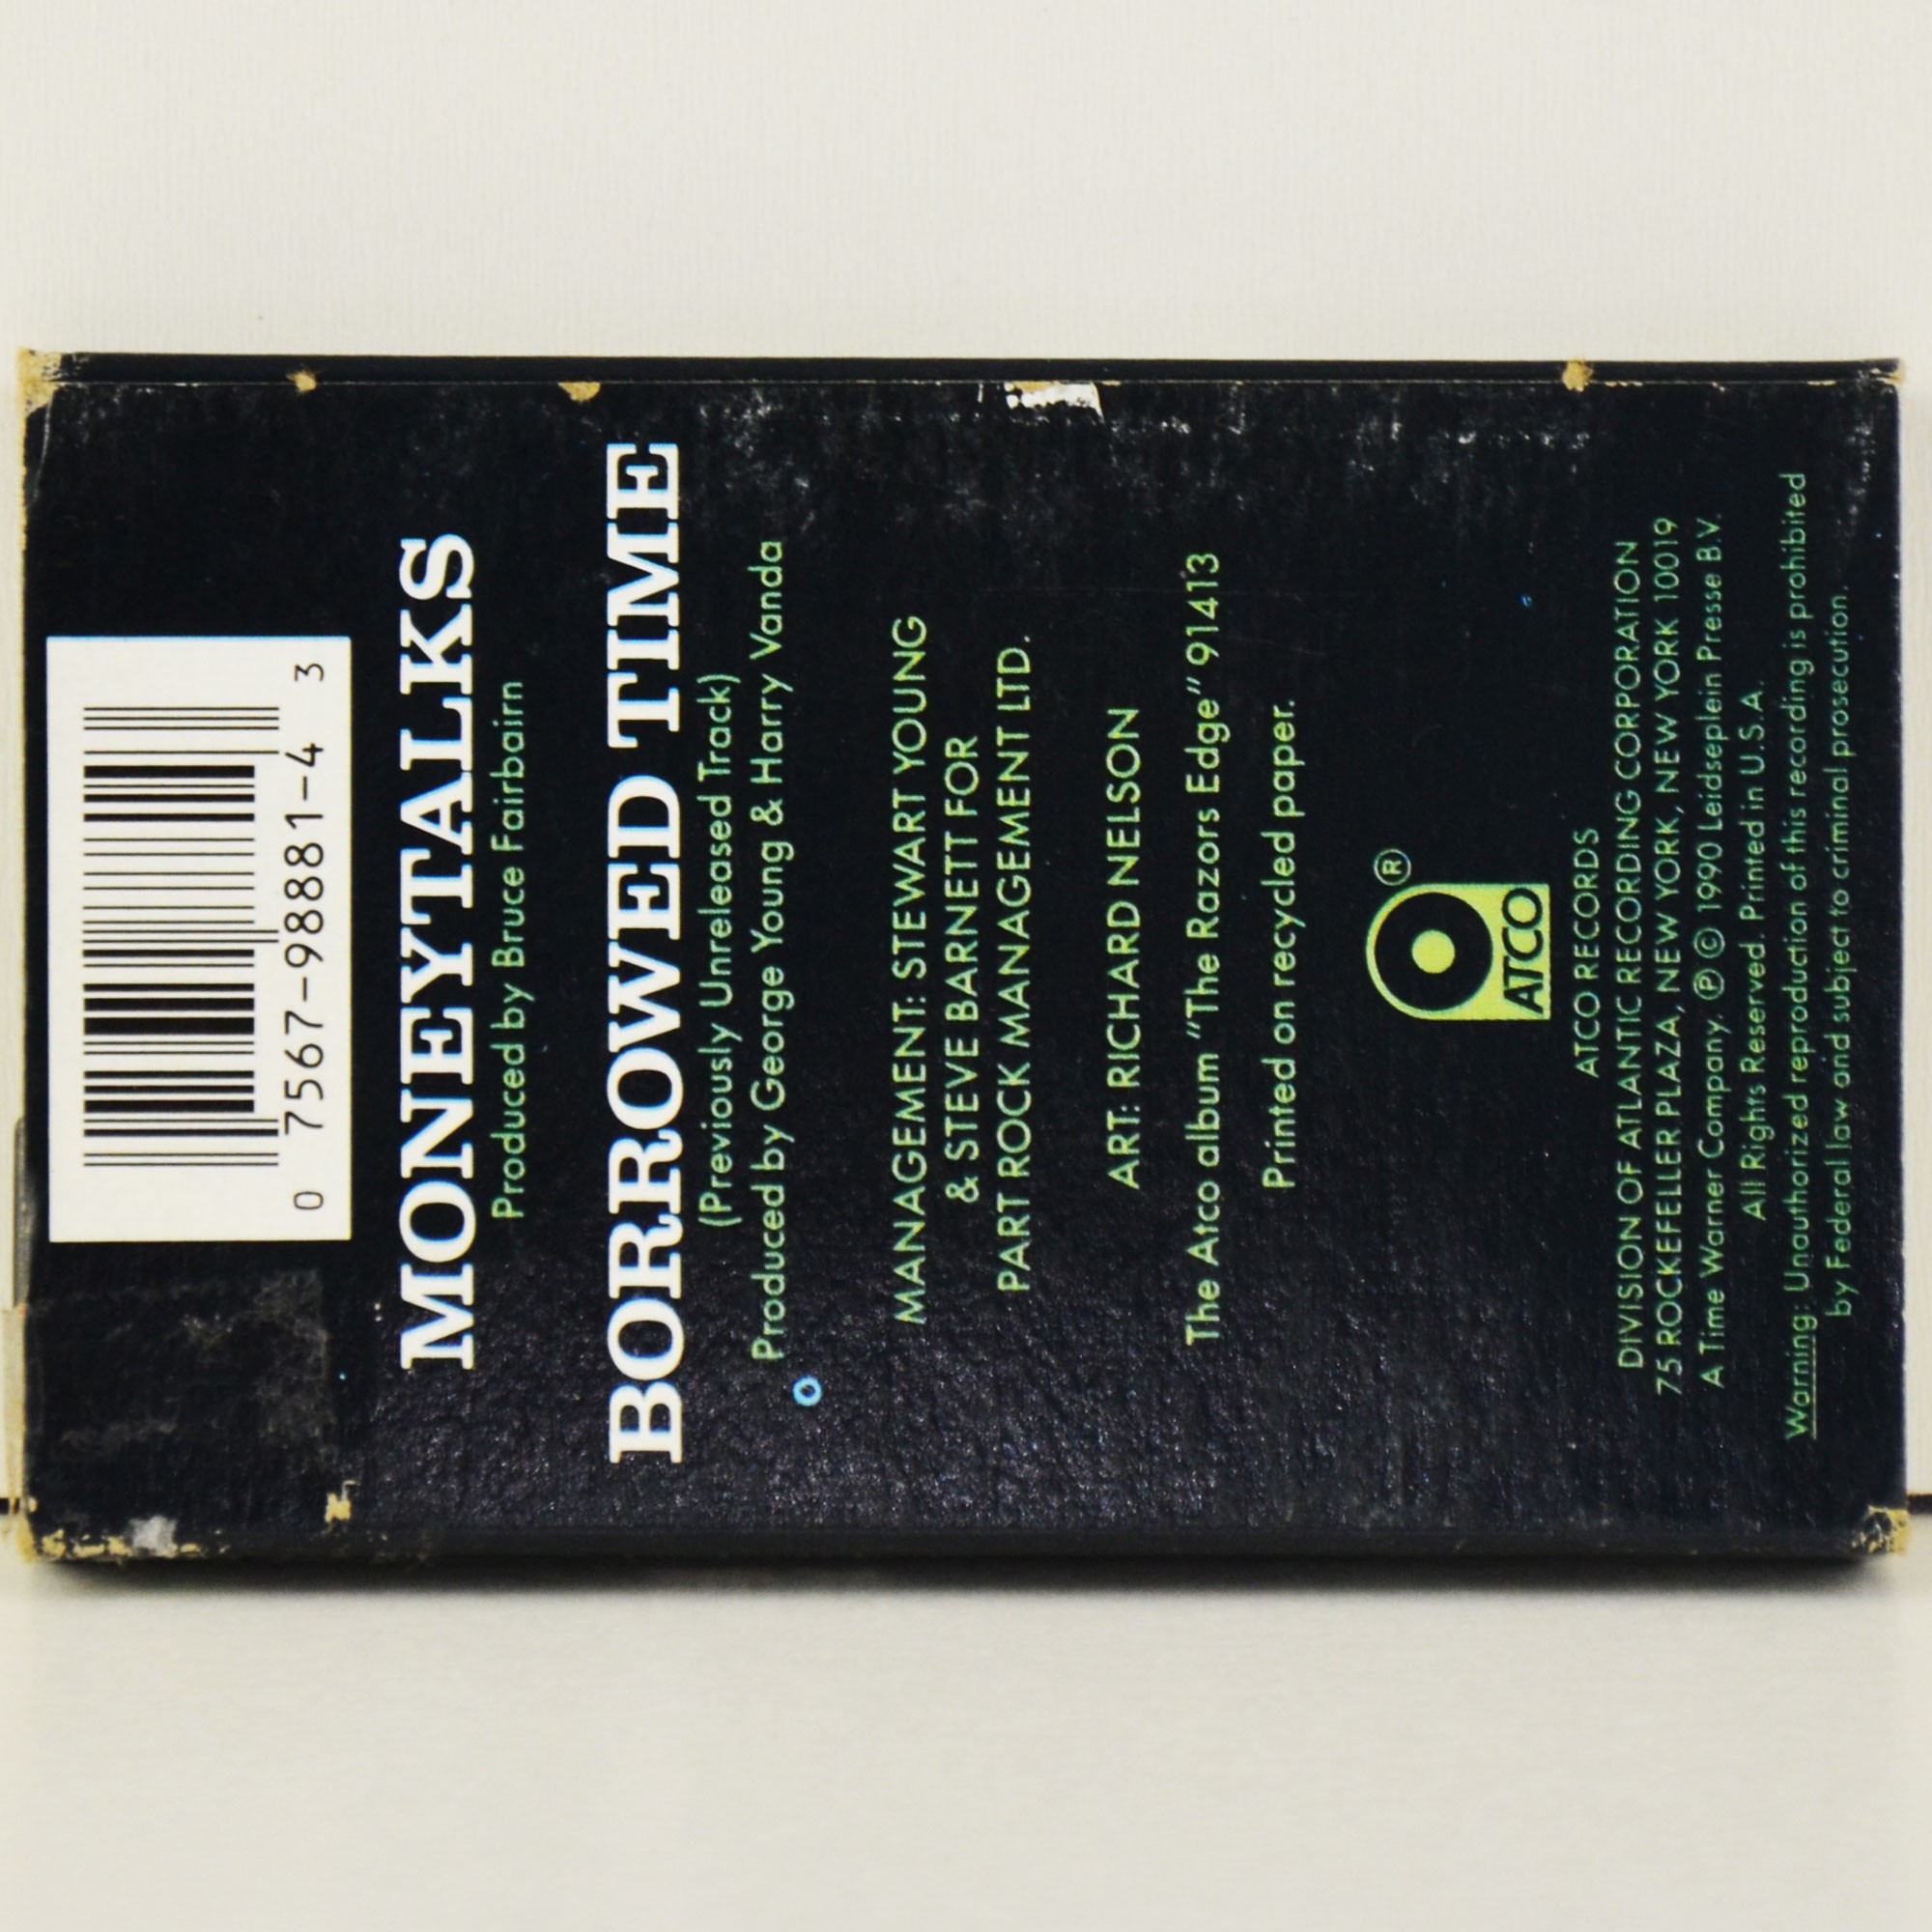 0 7567-98881-4 3
MONEYTALKS
Produced by Bruce Fairbairn
BORROWED TIME
(Previously Unreleased Track)
Produced by George Young & Harry Vanda
MANAGEMENT: STEWART YOUNG
& STEVE BARNETT FOR
PART ROCK MANAGEMENT LTD.
ART: RICHARD NELSON
The Atco album "The Razors Edge" 91413
Printed on recycled paper.
®
ATCO
ATCO RECORDS
DIVISION OF ATLANTIC RECORDING CORPORATION
75 ROCKEFELLER PLAZA, NEW YORK, NEW YORK 10019
A Time Warner Company. ℗ © 1990 Leidseplein Presse B.V.
All Rights Reserved. Printed in U.S.A.
Warning: Unauthorized reproduction of this recording is prohibited
by Federal law and subject to criminal prosecution.